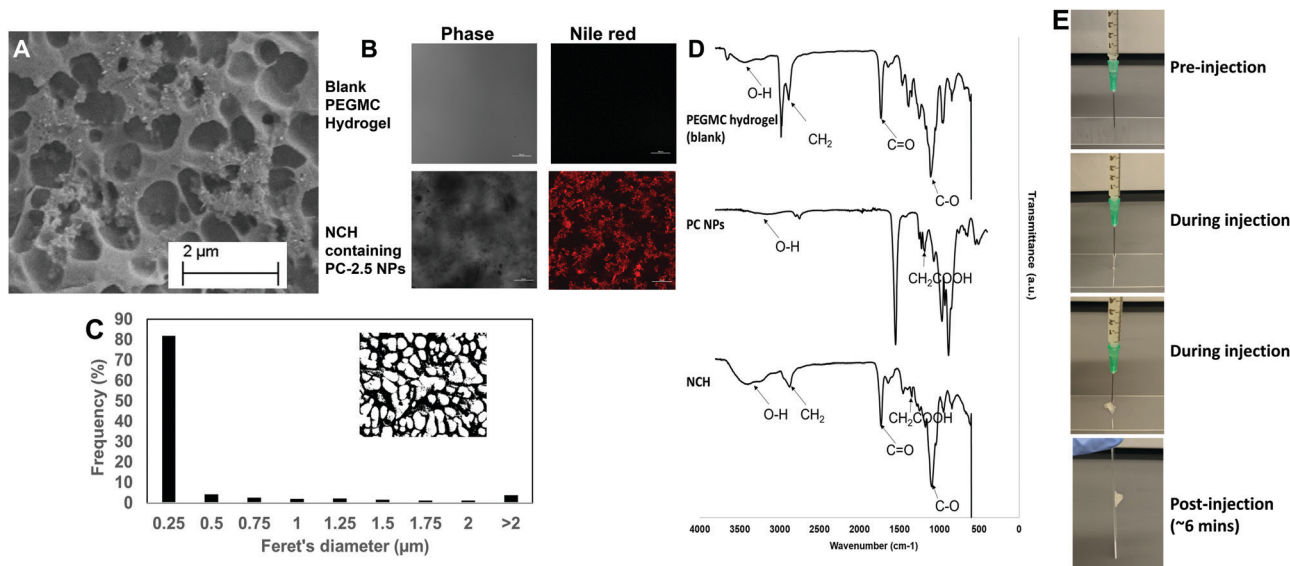 A
2 μm
B
Phase
Nile red
Blank
PEGMC
Hydrogel
NCH
containing
PC-2.5 NPs
C
Frequency (%)
90
80
70
60
50
40
30
20
10
0
0.25 0.5 0.75 1 1.25 1.5 1.75 2 >2
Feret's diameter (μm)
D
O-H
PEGMC hydrogel
(blank)
CH2
C=O
C-O
PC NPs
O-H
CH2COOH
NCH
O-H
CH2
CH2COOH
C=O
C-O
4000 3500 3000 2500 2000 1500 1000 500 0
Wavenumber (cm-1)
Transmittance (a.u.)
E
Pre-injection
During injection
During injection
Post-injection
(~6 mins)